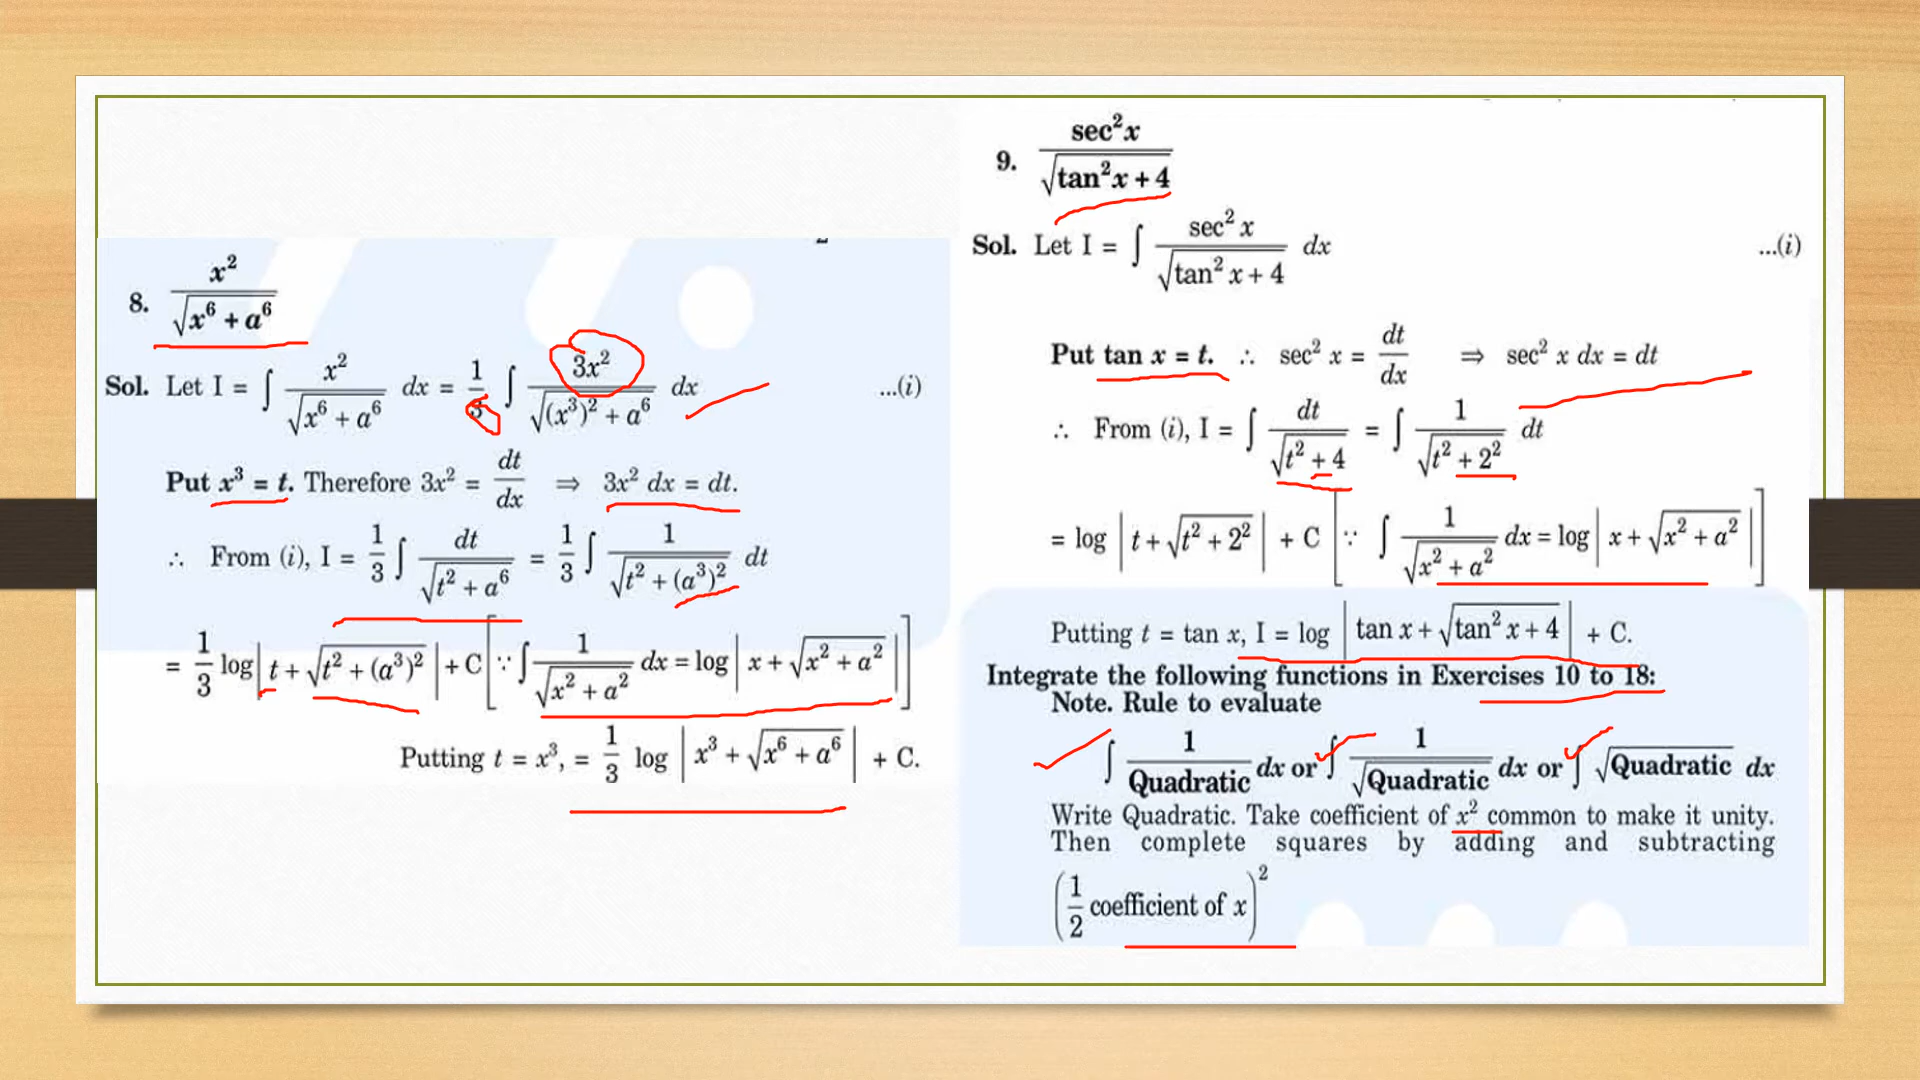 8. x²/√(x⁶ + a⁶)
Sol. Let I = ∫ x²/√(x⁶ + a⁶) dx = 1/3 ∫ 3x²/√((x³)² + a⁶) dx ...(i)
Put x³ = t. Therefore 3x² = dt/dx ⇒ 3x² dx = dt.
∴ From (i), I = 1/3 ∫ dt/√(t² + a⁶) = 1/3 ∫ 1/√(t² + (a³)²) dt
= 1/3 log |t + √(t² + (a³)²)| + C [∵ ∫ 1/√(x² + a²) dx = log |x + √(x² + a²)|]
Putting t = x³, = 1/3 log |x³ + √(x⁶ + a⁶)| + C.
9. sec²x/√(tan²x + 4)
Sol. Let I = ∫ sec² x/√(tan² x + 4) dx ...(i)
Put tan x = t. ∴ sec² x = dt/dx ⇒ sec² x dx = dt
∴ From (i), I = ∫ dt/√(t² + 4) = ∫ 1/√(t² + 2²) dt
= log |t + √(t² + 2²)| + C [∵ ∫ 1/√(x² + a²) dx = log |x + √(x² + a²)|]
Putting t = tan x, I = log |tan x + √(tan² x + 4)| + C.
Integrate the following functions in Exercises 10 to 18:
Note. Rule to evaluate
∫ 1/Quadratic dx or ∫ 1/√Quadratic dx or ∫ √Quadratic dx
Write Quadratic. Take coefficient of x² common to make it unity.
Then complete squares by adding and subtracting
(1/2 coefficient of x)²